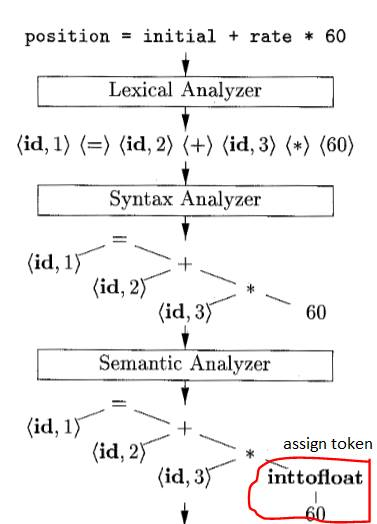 position = initial + rate * 60
Lexical Analyzer
⟨id, 1⟩ ⟨=⟩ ⟨id, 2⟩ ⟨+⟩ ⟨id, 3⟩ ⟨*⟩ ⟨60⟩
Syntax Analyzer
=
⟨id, 1⟩
+
⟨id, 2⟩
*
⟨id, 3⟩
60
Semantic Analyzer
=
⟨id, 1⟩
+
assign token
⟨id, 2⟩
*
⟨id, 3⟩
inttofloat
60